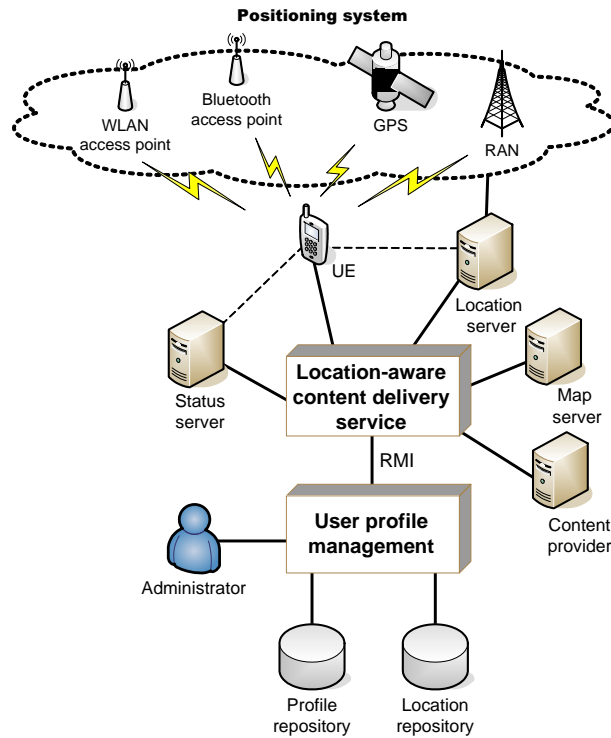 Positioning system
WLAN
access point
Bluetooth
access point
GPS
RAN
UE
Location
server
Status
server
Location-aware
content delivery
service
Map
server
RMI
Content
provider
User profile
management
Administrator
Profile
repository
Location
repository